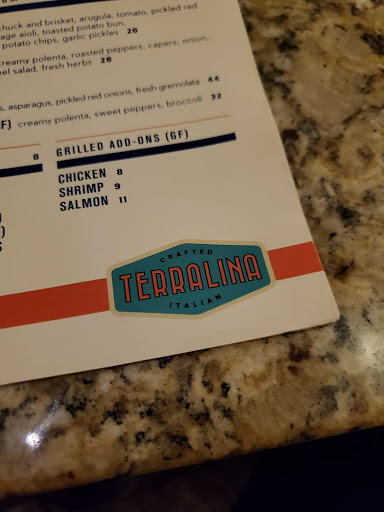 chuck and brisket, arugula, tomato, pickled red
age aioli, toasted potato bun,
potato chips, garlic pickles 20
creamy polenta, roasted peppers, capers, onion,
nel salad, fresh herbs 28
s, asparagus, pickled red onions, fresh gremolata 44
GF) creamy polenta, sweet peppers, broccoli 32
8
GRILLED ADD-ONS (GF)
CHICKEN 8
SHRIMP 9
SALMON 11
)
)
S
CRAFTED
TERRALINA
ITALIAN